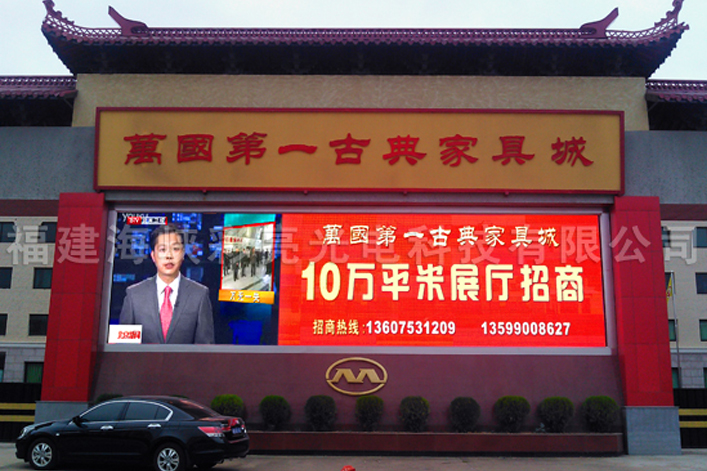 萬國第一古典家具城
YOUKU
萬國第一古典家具城
10万平米展厅招商
招商热线:13607531209 13599008627
福建海峡彩亮光电科技有限公司